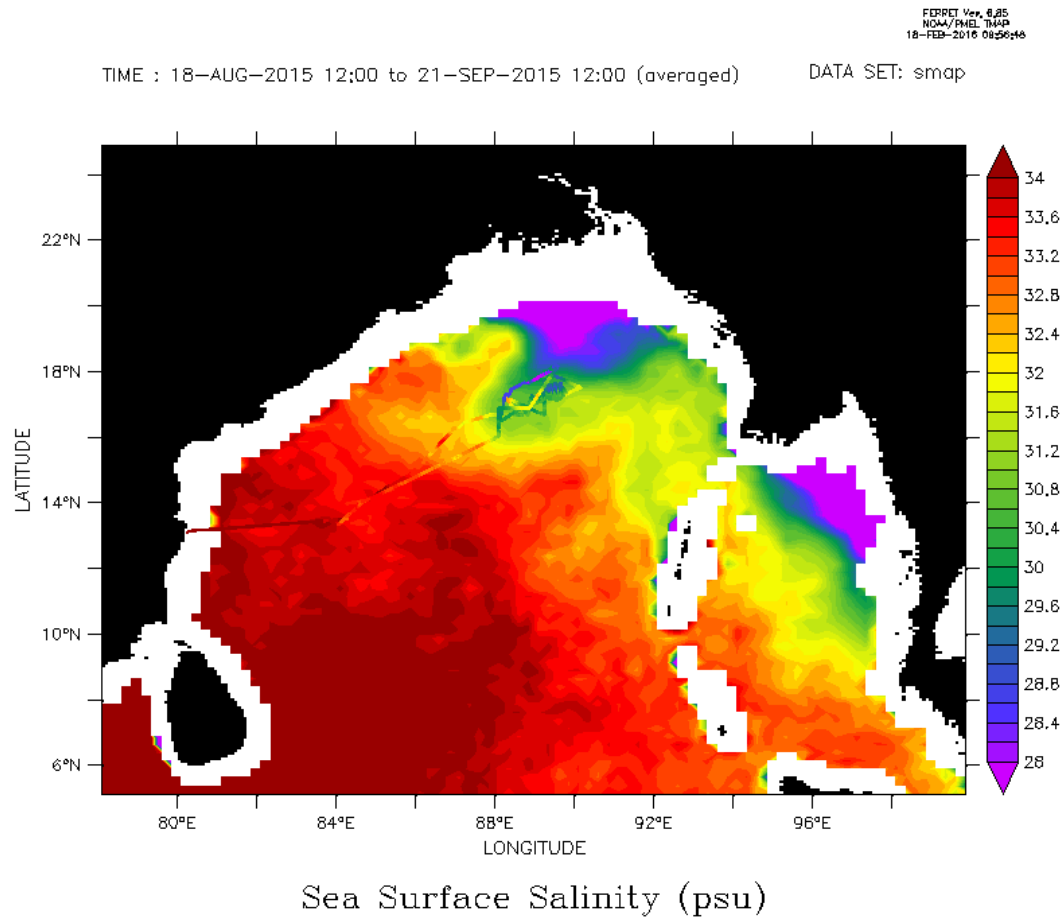 FERRET Ver. 6.85
NOAA/PMEL TMAP
18-FEB-2016 08:56:46
TIME : 18-AUG-2015 12:00 to 21-SEP-2015 12:00 (averaged)
DATA SET: smap
34
33.6
33.2
32.8
32.4
32
31.6
31.2
30.8
30.4
30
29.6
29.2
28.8
28.4
28
22°N
18°N
14°N
10°N
6°N
LATITUDE
80°E
84°E
88°E
92°E
96°E
LONGITUDE
Sea Surface Salinity (psu)